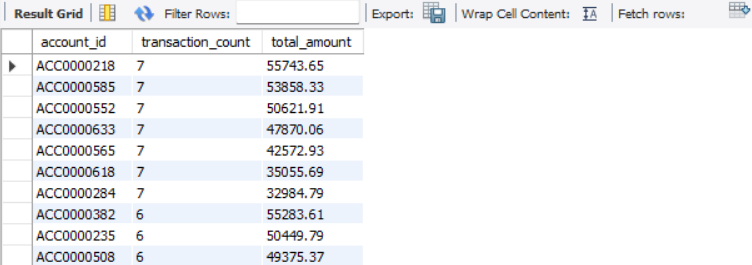 Result Grid Filter Rows: Export: Wrap Cell Content: IA Fetch rows:
account_id transaction_count total_amount
ACC0000218 7 55743.65
ACC0000585 7 53858.33
ACC0000552 7 50621.91
ACC0000633 7 47870.06
ACC0000565 7 42572.93
ACC0000618 7 35055.69
ACC0000284 7 32984.79
ACC0000382 6 55283.61
ACC0000235 6 50449.79
ACC0000508 6 49375.37